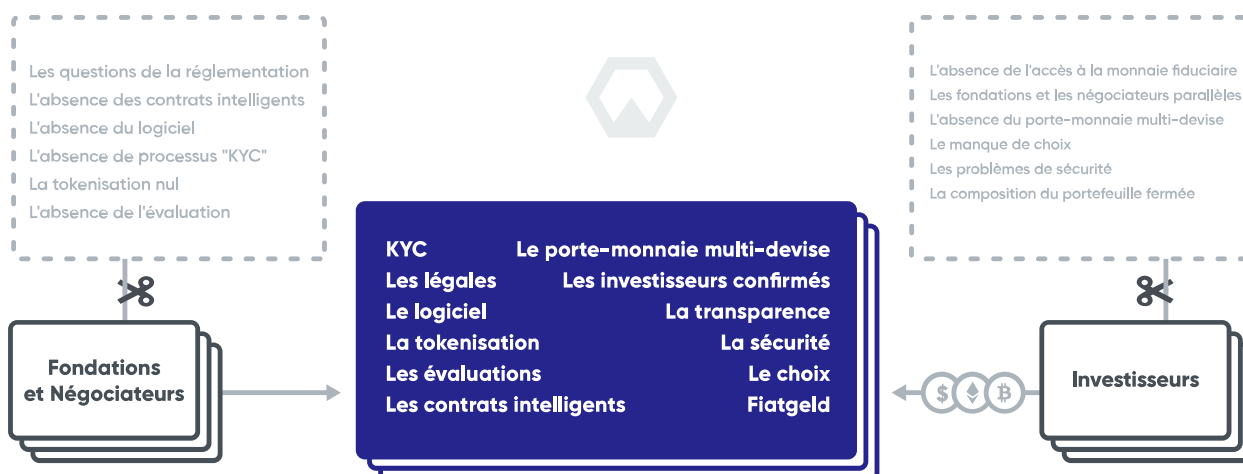 Les questions de la réglementation
L'absence des contrats intelligents
L'absence du logiciel
L'absence de processus "KYC"
La tokenisation nul
L'absence de l'évaluation
L'absence de l'accès à la monnaie fiduciaire
Les fondations et les négociateurs parallèles
L'absence du porte-monnaie multi-devise
Le manque de choix
Les problèmes de sécurité
La composition du portefeuille fermée
KYC Le porte-monnaie multi-devise
Les légales Les investisseurs confirmés
Le logiciel La transparence
La tokenisation La sécurité
Les évaluations Le choix
Les contrats intelligents Fiatgeld
Fondations
et Négociateurs
$
Investisseurs